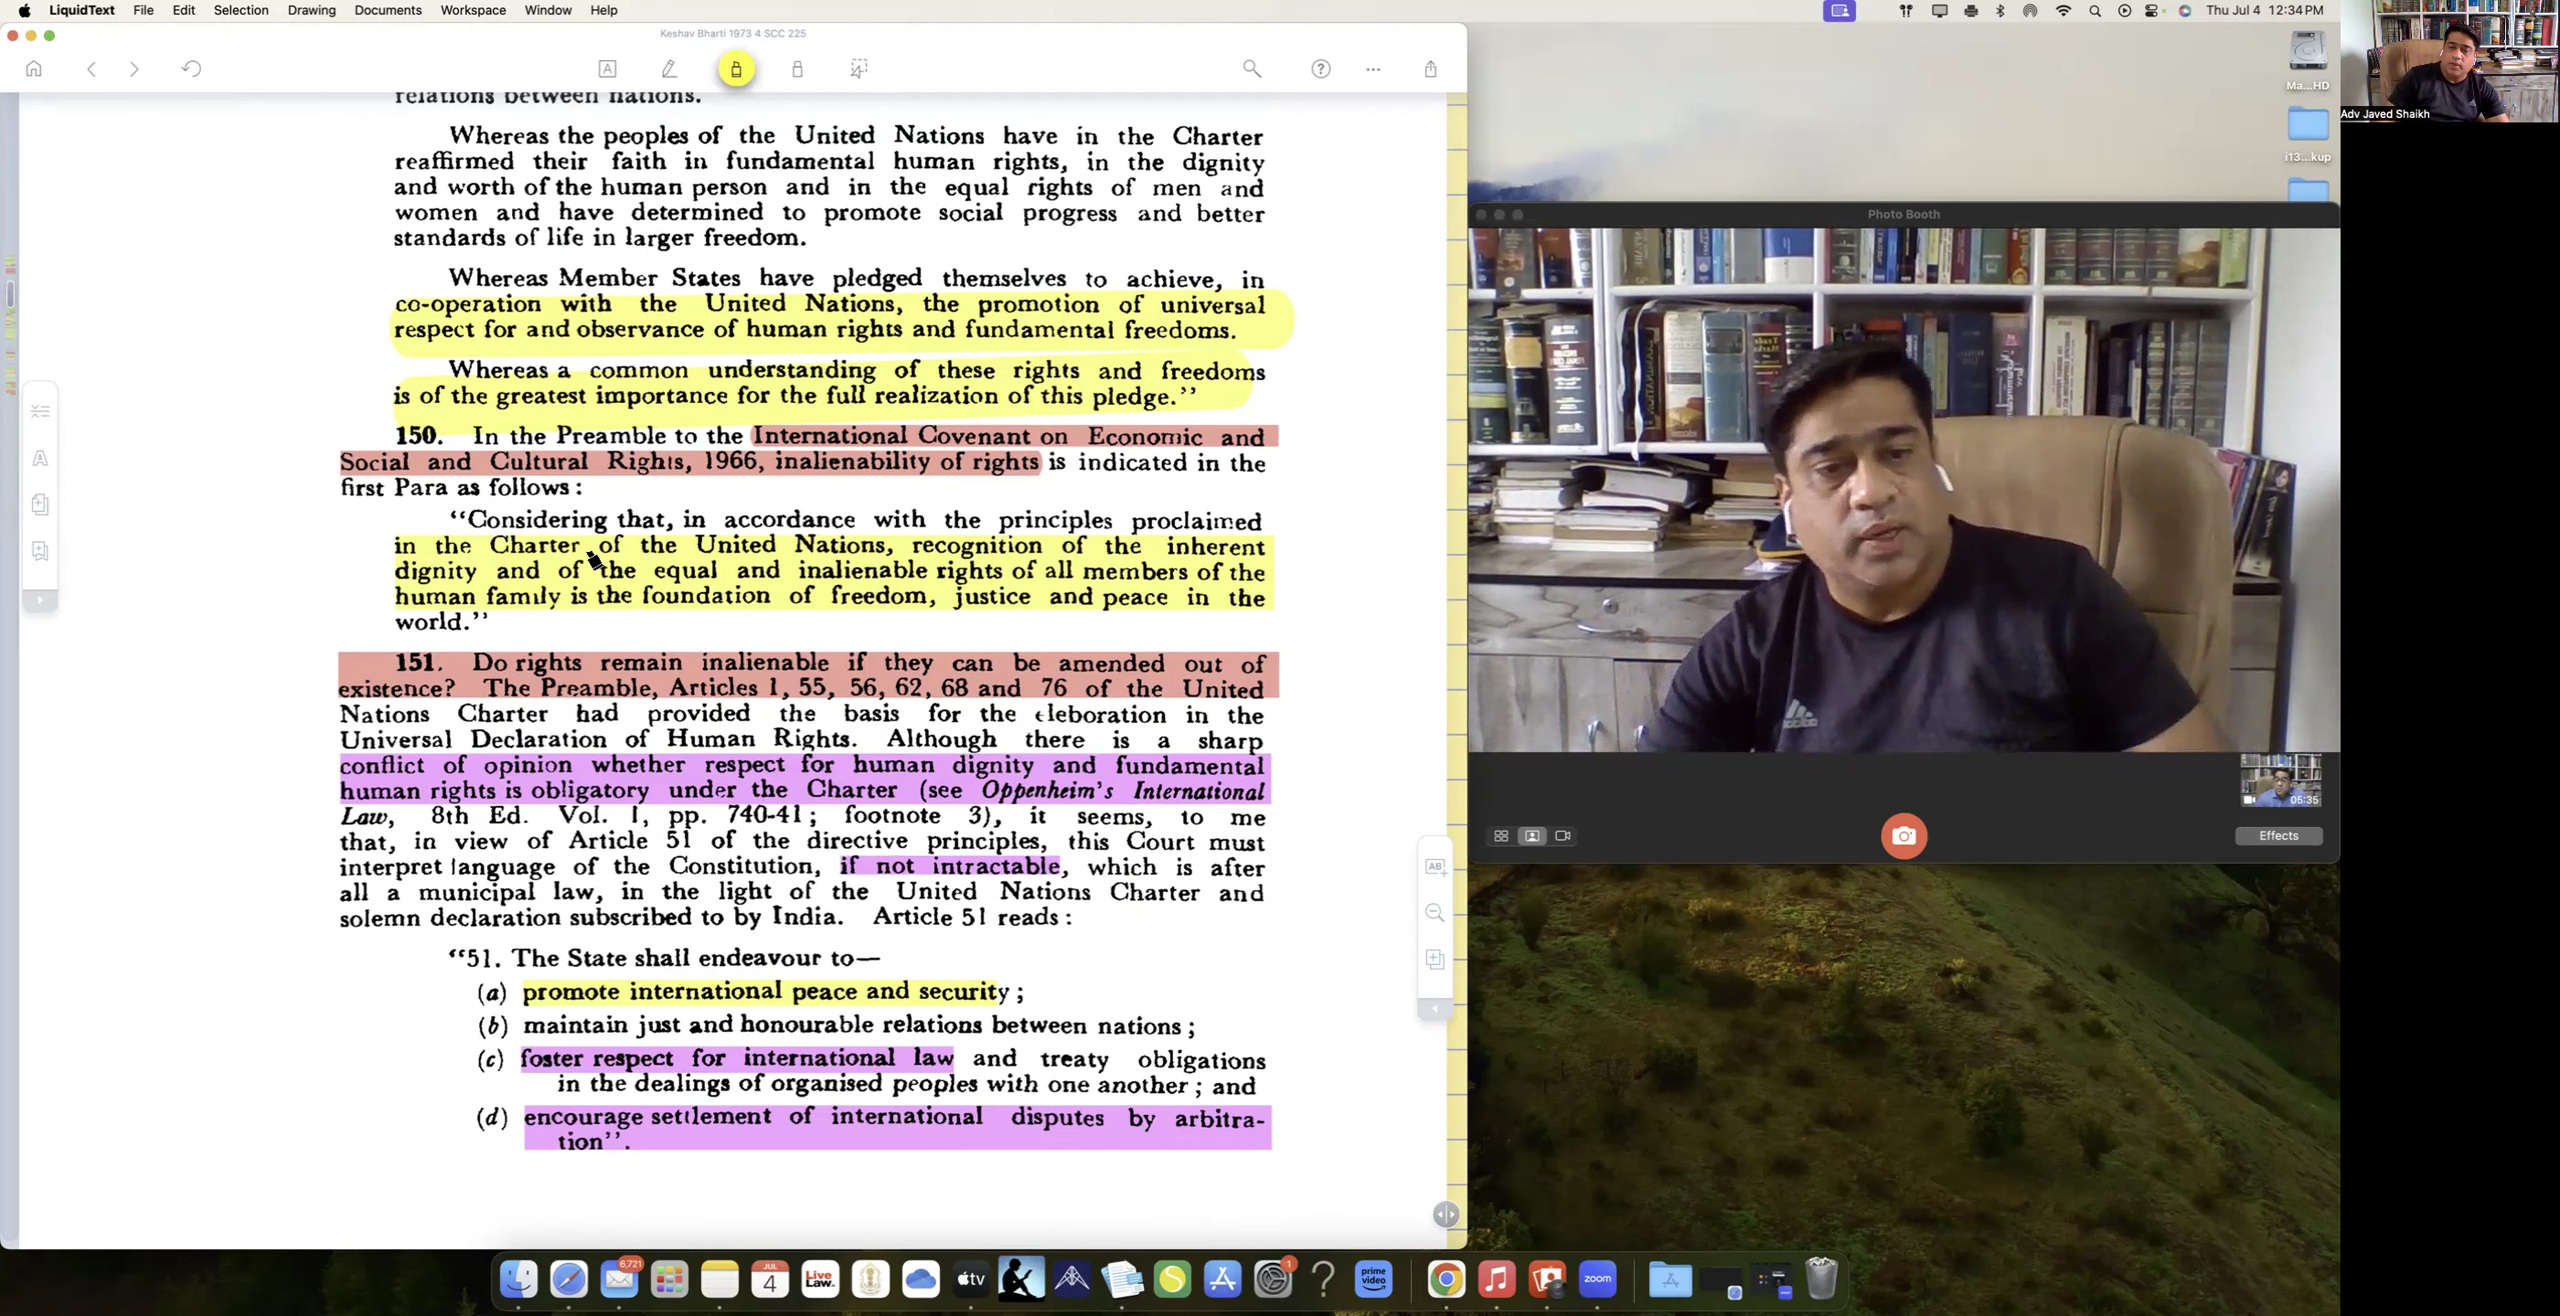 LiquidText File Edit Selection Drawing Documents Workspace Window Help
Thu Jul 4 12:34 PM
Keshav Bharti 1973 4 SCC 225
relations between nations.
Whereas the peoples of the United Nations have in the Charter
reaffirmed their faith in fundamental human rights, in the dignity
and worth of the human person and in the equal rights of men and
women and have determined to promote social progress and better
standards of life in larger freedom.
Whereas Member States have pledged themselves to achieve, in
co-operation with the United Nations, the promotion of universal
respect for and observance of human rights and fundamental freedoms.
Whereas a common understanding of these rights and freedoms
is of the greatest importance for the full realization of this pledge.’’
150. In the Preamble to the International Covenant on Economic and
Social and Cultural Rights, 1966, inalienability of rights is indicated in the
first Para as follows :
‘‘Considering that, in accordance with the principles proclaimed
in the Charter of the United Nations, recognition of the inherent
dignity and of the equal and inalienable rights of all members of the
human family is the foundation of freedom, justice and peace in the
world.’’
151. Do rights remain inalienable if they can be amended out of
existence? The Preamble, Articles 1, 55, 56, 62, 68 and 76 of the United
Nations Charter had provided the basis for the eleboration in the
Universal Declaration of Human Rights. Although there is a sharp
conflict of opinion whether respect for human dignity and fundamental
human rights is obligatory under the Charter (see Oppenheim's International
Law, 8th Ed. Vol. 1, pp. 740-41 ; footnote 3), it seems, to me
that, in view of Article 51 of the directive principles, this Court must
interpret language of the Constitution, if not intractable, which is after
all a municipal law, in the light of the United Nations Charter and
solemn declaration subscribed to by India. Article 51 reads :
‘‘51. The State shall endeavour to—
(a) promote international peace and security ;
(b) maintain just and honourable relations between nations ;
(c) foster respect for international law and treaty obligations
in the dealings of organised peoples with one another ; and
(d) encourage settlement of international disputes by arbitra-
tion’’.
Ma...HD
i13...kup
Adv Javed Shaikh
Photo Booth
05:35
Effects
6,721
JUL
4
Live
Law.
tv
1
prime
video
zoom